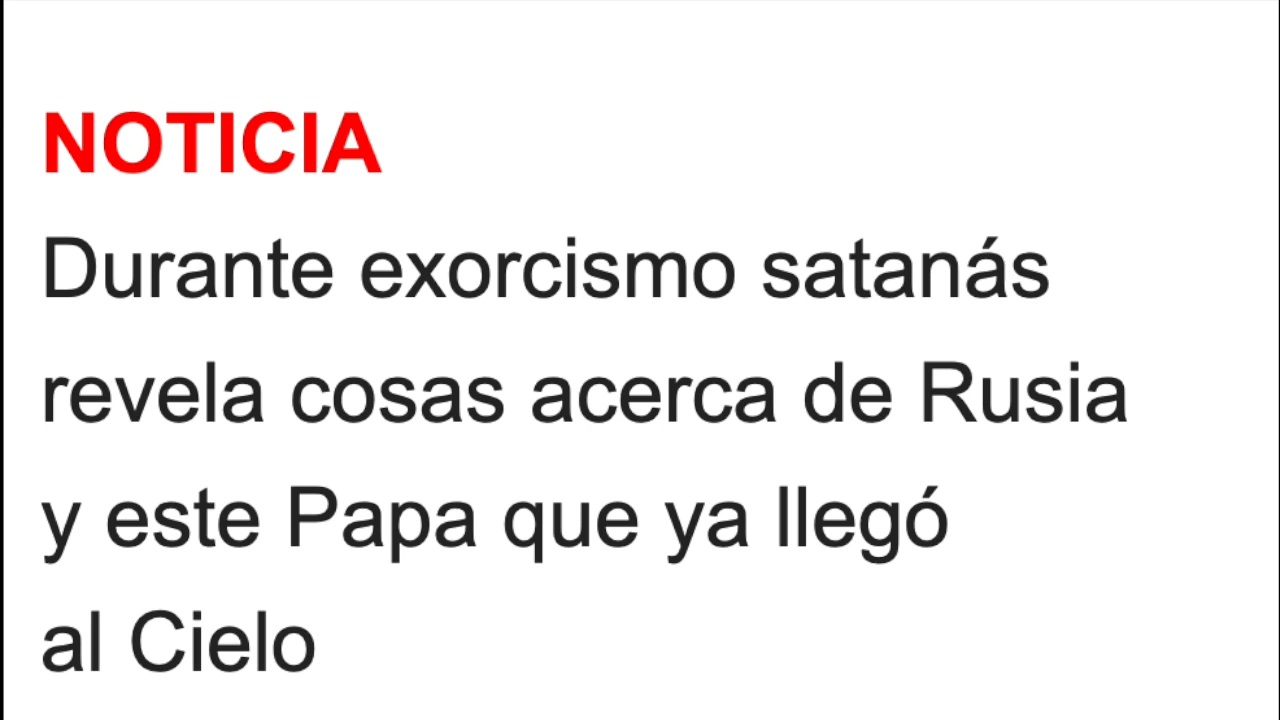 NOTICIA
Durante exorcismo satanás
revela cosas acerca de Rusia
y este Papa que ya llegó
al Cielo